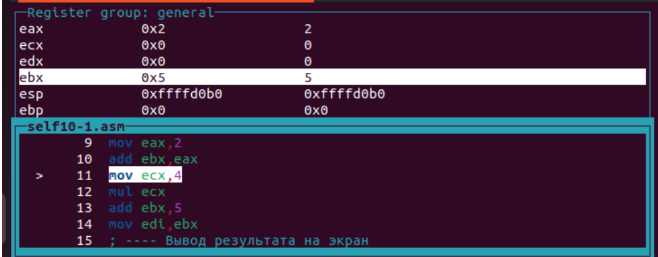 Register group: general
eax 0x2 2
ecx 0x0 0
edx 0x0 0
ebx 0x5 5
esp 0xffffd0b0 0xffffd0b0
ebp 0x0 0x0
self10-1.asm
9 mov eax,2
10 add ebx,eax
> 11 mov ecx,4
12 mul ecx
13 add ebx,5
14 mov edi,ebx
15 ; ---- Вывод результата на экран